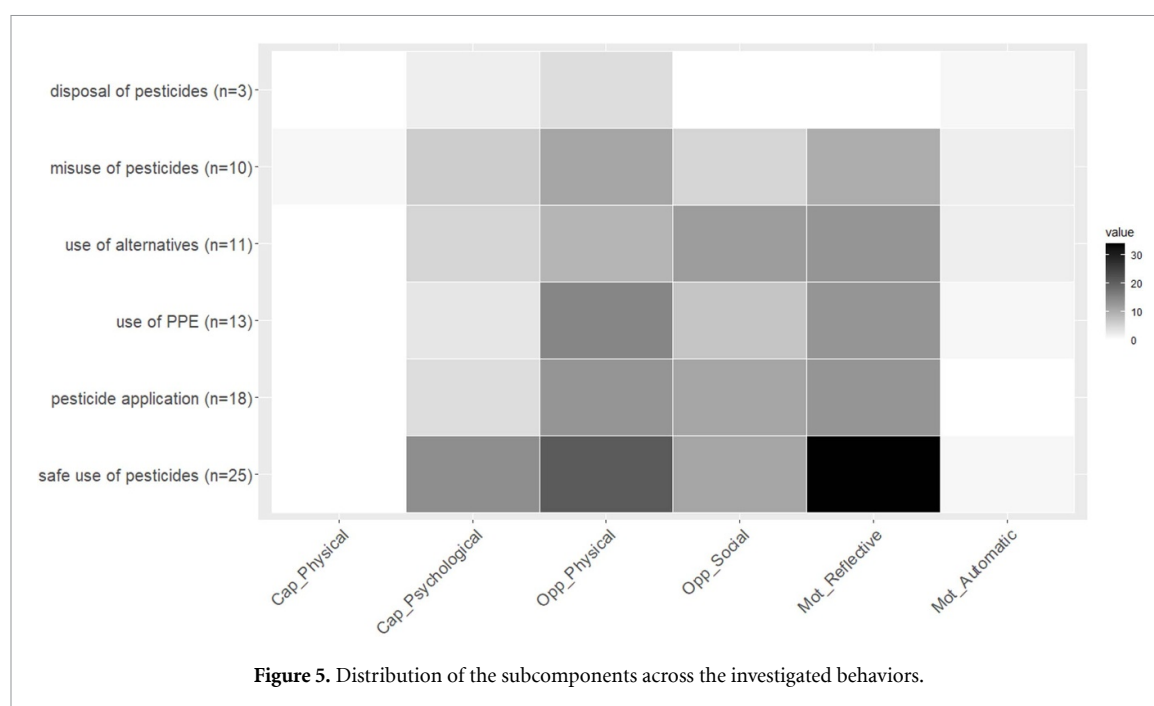 disposal of pesticides (n=3)
misuse of pesticides (n=10)
use of alternatives (n=11)
use of PPE (n=13)
pesticide application (n=18)
safe use of pesticides (n=25)
value
30
20
10
0
Cap_Physical
Cap_Psychological
Opp_Physical
Opp_Social
Mot_Reflective
Mot_Automatic
Figure 5. Distribution of the subcomponents across the investigated behaviors.